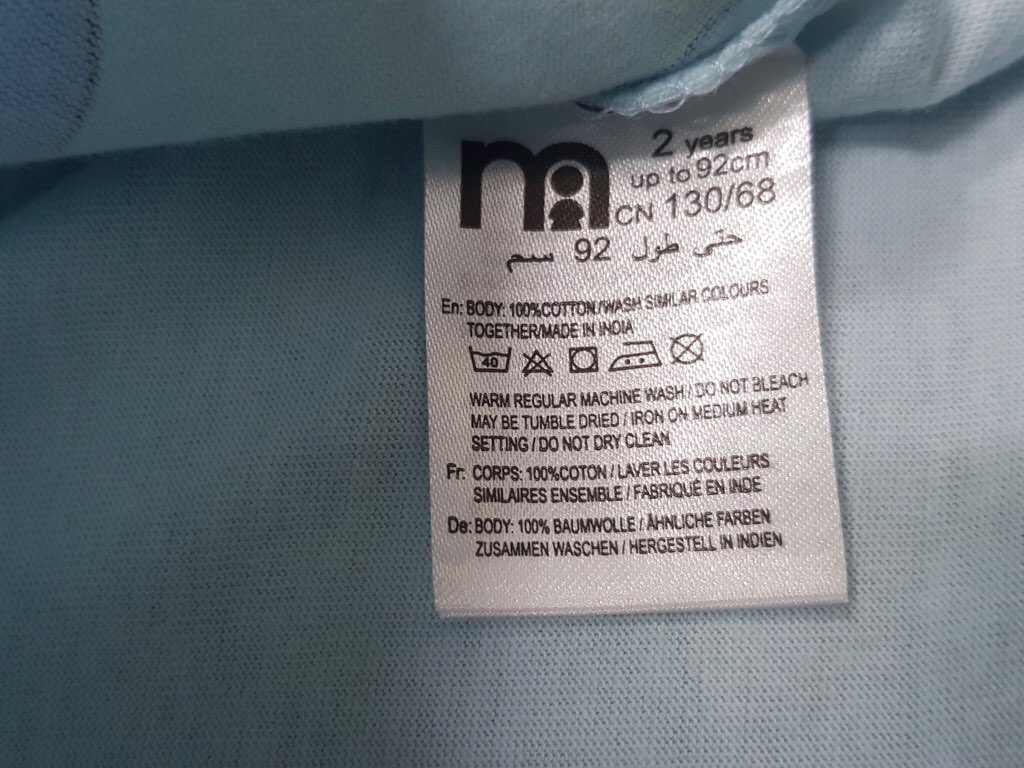 m
2 years
up to 92cm
CN 130/68
حتى طول 92 سم
En: BODY: 100%COTTON/WASH SIMILAR COLOURS
TOGETHER/MADE IN INDIA
40
WARM REGULAR MACHINE WASH / DO NOT BLEACH
MAY BE TUMBLE DRIED / IRON ON MEDIUM HEAT
SETTING / DO NOT DRY CLEAN
Fr: CORPS: 100%COTON / LAVER LES COULEURS
SIMILAIRES ENSEMBLE / FABRIQUÉ EN INDE
De: BODY: 100% BAUMWOLLE / ÄHNLICHE FARBEN
ZUSAMMEN WASCHEN / HERGESTELL IN INDIEN